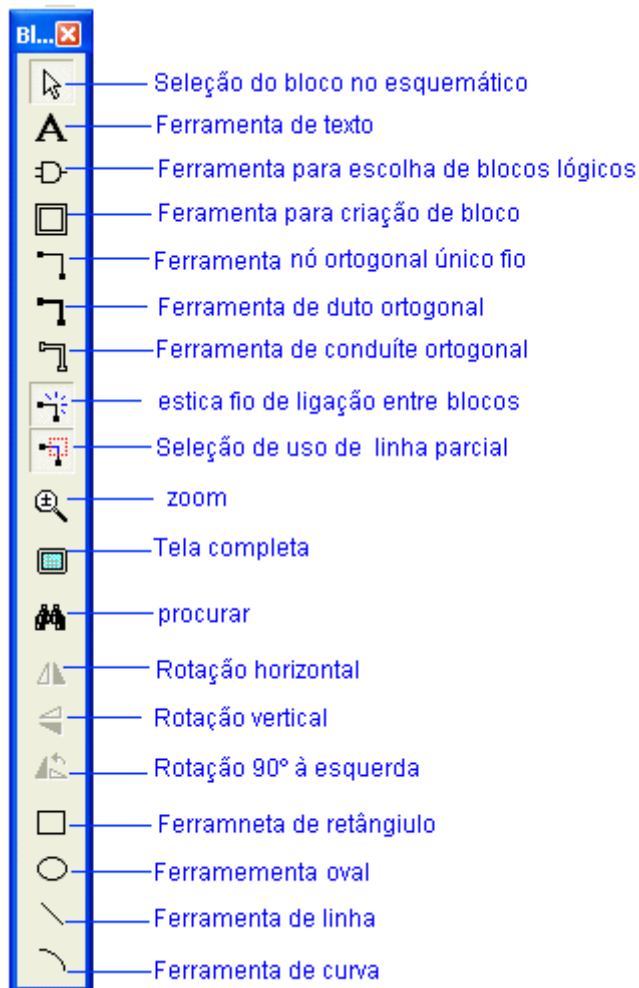 Bl...
Seleção do bloco no esquemático
A
Ferramenta de texto
Ferramenta para escolha de blocos lógicos
Feramenta para criação de bloco
Ferramenta nó ortogonal único fio
Ferramenta de duto ortogonal
Ferramenta de conduíte ortogonal
estica fio de ligação entre blocos
Seleção de uso de linha parcial
zoom
Tela completa
procurar
Rotação horizontal
Rotação vertical
Rotação 90° à esquerda
Ferramneta de retângiulo
Ferramementa oval
Ferramenta de linha
Ferramenta de curva